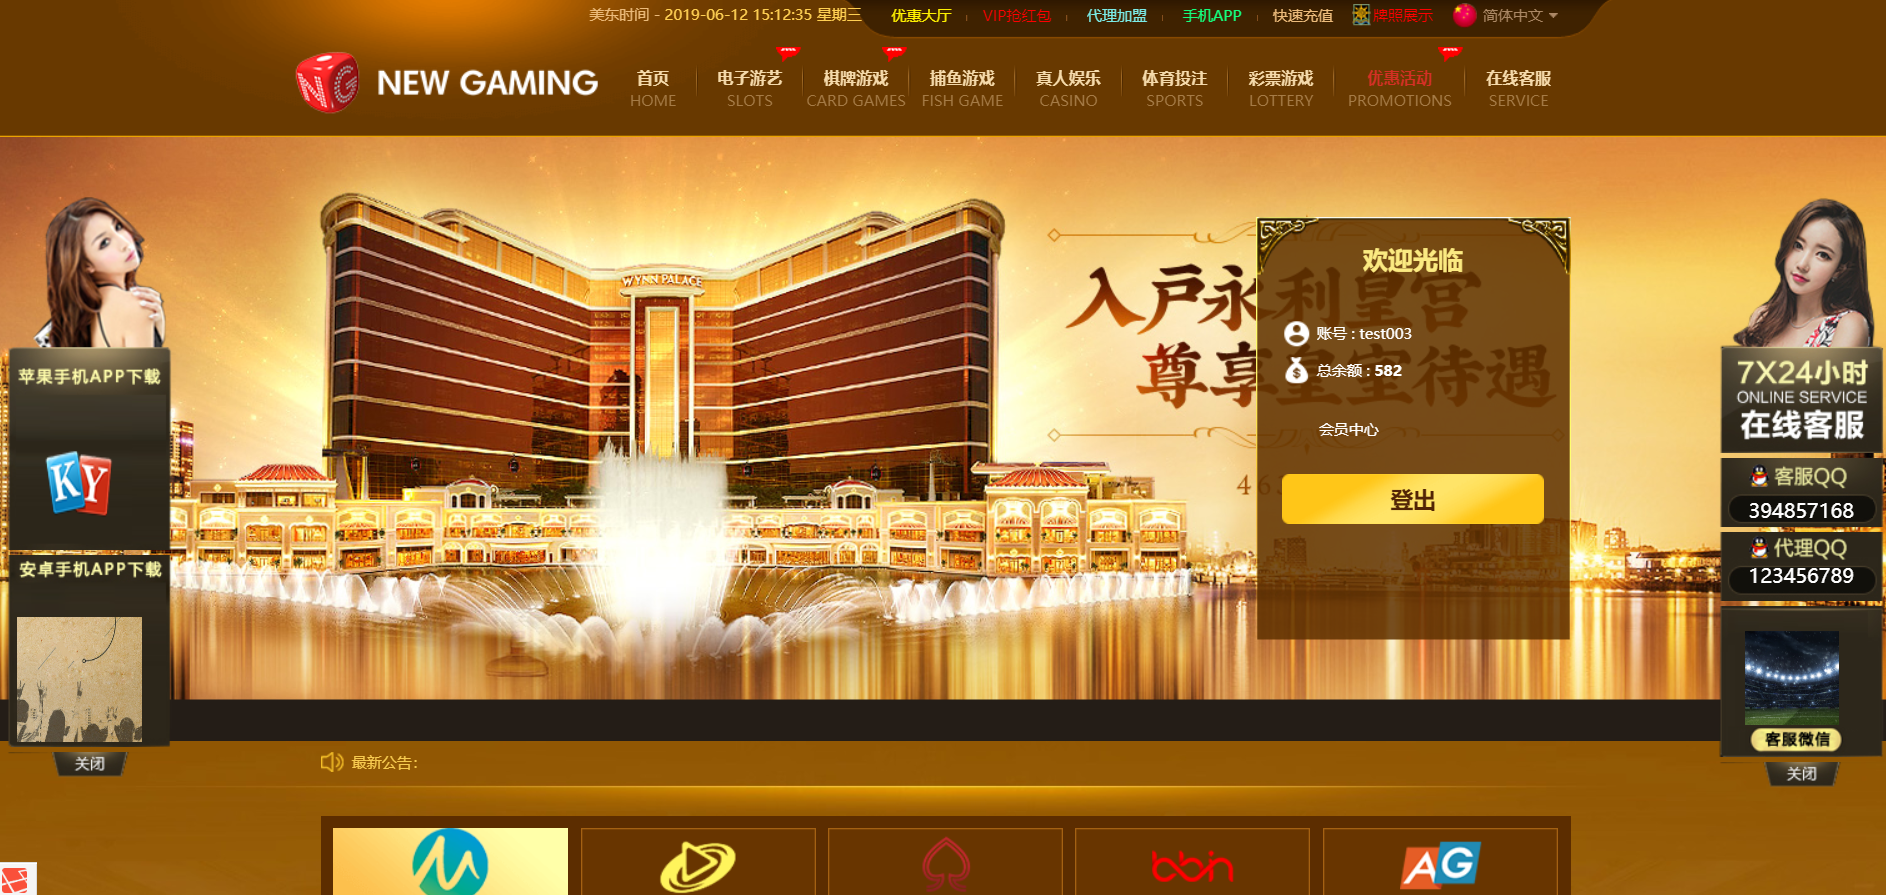 美东时间 - 2019-06-12 15:12:35 星期三
优惠大厅
VIP抢红包
代理加盟
手机APP
快速充值
牌照展示
简体中文
NG
NEW GAMING
首页
HOME
电子游艺
SLOTS
棋牌游戏
CARD GAMES
捕鱼游戏
FISH GAME
真人娱乐
CASINO
体育投注
SPORTS
彩票游戏
LOTTERY
优惠活动
PROMOTIONS
在线客服
SERVICE
WYNN PALACE
入戸永利皇宫
尊享皇室待遇
463
欢迎光临
账号 : test003
总余额 : 582
会员中心
登出
苹果手机APP下载
KY
安卓手机APP下载
关闭
7X24小时
ONLINE SERVICE
在线客服
客服QQ
394857168
代理QQ
123456789
客服微信
关闭
最新公告:
bbin
AG